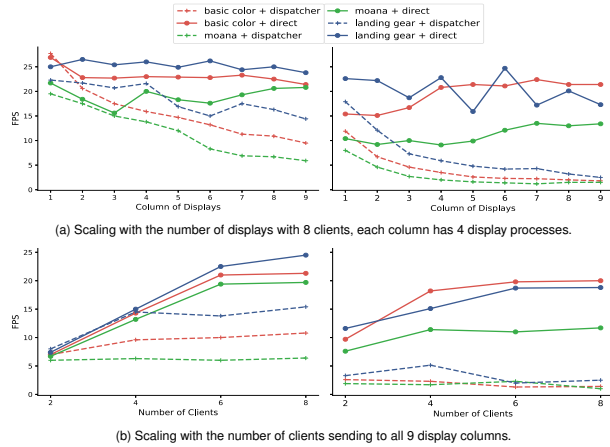 basic color + dispatcher
basic color + direct
moana + dispatcher
moana + direct
landing gear + dispatcher
landing gear + direct
FPS
25
20
15
10
5
0
1 2 3 4 5 6 7 8 9
Column of Displays
1 2 3 4 5 6 7 8 9
Column of Displays
(a) Scaling with the number of displays with 8 clients, each column has 4 display processes.
FPS
25
20
15
10
5
0
2 4 6 8
Number of Clients
2 4 6 8
Number of Clients
(b) Scaling with the number of clients sending to all 9 display columns.